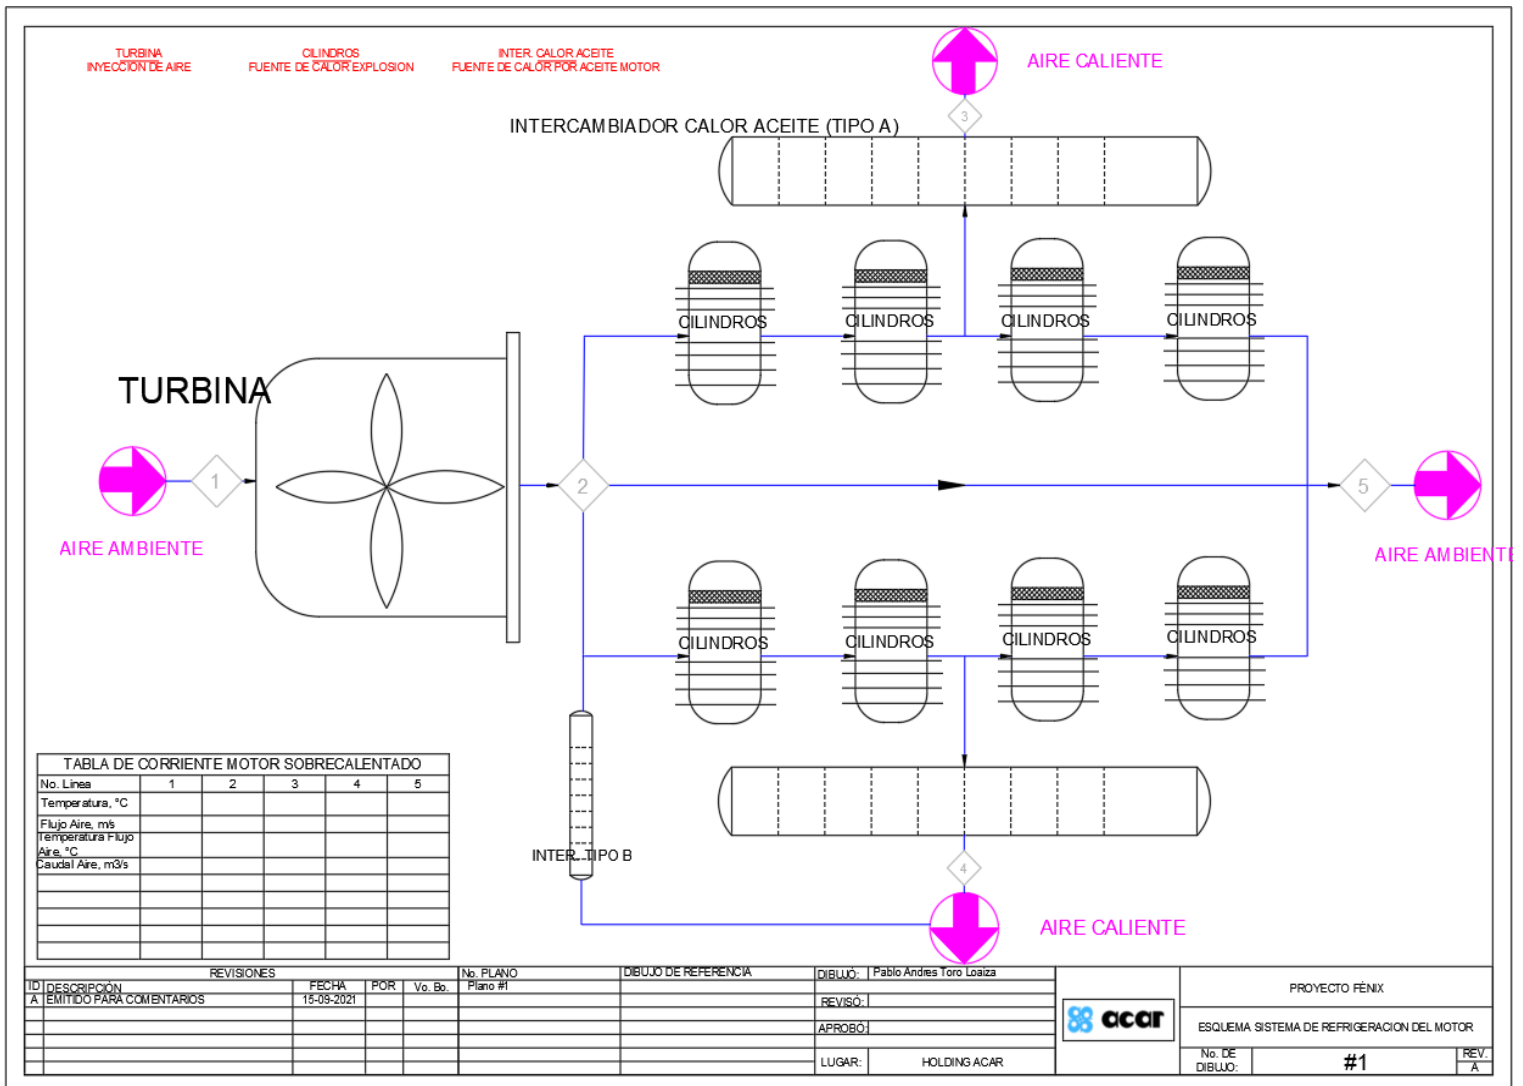 TURBINA
INYECCION DE AIRE
CILINDROS
FUENTE DE CALOR EXPLOSION
INTER. CALOR ACEITE
FUENTE DE CALOR POR ACEITE MOTOR
AIRE CALIENTE
3
INTERCAMBIADOR CALOR ACEITE (TIPO A)
CILINDROS
CILINDROS
CILINDROS
CILINDROS
TURBINA
1
2
5
AIRE AMBIENTE
AIRE AMBIENTE
CILINDROS
CILINDROS
CILINDROS
CILINDROS
INTER. TIPO B
4
AIRE CALIENTE
TABLA DE CORRIENTE MOTOR SOBRECALENTADO
No. Linea 1 2 3 4 5
Temperatura, °C
Flujo Aire, m/s
Temperatura Flujo
Aire, °C
Caudal Aire, m3/s
REVISIONES
ID DESCRIPCIÓN FECHA POR Vo. Bo.
A EMITIDO PARA COMENTARIOS 15-09-2021
No. PLANO
Plano #1
DIBUJO DE REFERENCIA
DIBUJÓ: Pablo Andres Toro Loaiza
REVISÓ:
APROBÓ:
LUGAR: HOLDING ACAR
acar
PROYECTO FÉNIX
ESQUEMA SISTEMA DE REFRIGERACION DEL MOTOR
No. DE
DIBUJO:
#1
REV.
A